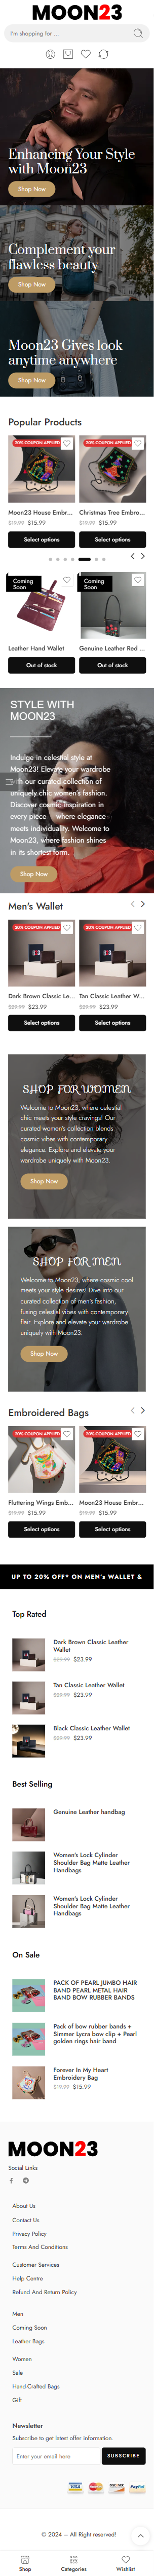 MOON23
I'm shopping for ...
Enhancing Your Style
with Moon23
Shop Now
Complement your
flawless beauty
Shop Now
Moon23 Gives look
anytime anywhere
Shop Now
Popular Products
30% COUPON APPLIED
20% COUPON APPLIED
Moon23 House Embr...
Christmas Tree Embro...
$19.99 $15.99
$19.99 $15.99
Select options
Select options
Coming
Soon
Coming
Soon
Leather Hand Wallet
Genuine Leather Red ...
Out of stock
Out of stock
STYLE WITH
MOON23
Indulge in celestial style at
Moon23! Elevate your wardrobe
with our curated collection of
uniquely chic women's fashion.
Discover cosmic inspiration in
every piece – where elegance
meets individuality. Welcome to
Moon23, where fashion shines
in its shortest form.
Shop Now
Men's Wallet
20% COUPON APPLIED
20% COUPON APPLIED
Dark Brown Classic Le...
Tan Classic Leather W...
$29.99 $23.99
$29.99 $23.99
Select options
Select options
SHOP FOR WOMEN
Welcome to Moon23, where celestial
chic meets your style cravings! Our
curated women's collection blends
cosmic vibes with contemporary
elegance. Explore and elevate your
wardrobe uniquely with Moon23.
Shop Now
SHOP FOR MEN
Welcome to Moon23, where cosmic cool
meets your style desires! Dive into our
curated collection of men's fashion,
fusing celestial vibes with contemporary
flair. Explore and elevate your wardrobe
uniquely with Moon23.
Shop Now
Embroidered Bags
20% COUPON APPLIED
20% COUPON APPLIED
Fluttering Wings Emb...
Moon23 House Embr...
$19.99 $15.99
$19.99 $15.99
Select options
Select options
UP TO 20% OFF* ON MEN'S WALLET &
Top Rated
Dark Brown Classic Leather
Wallet
$29.99 $23.99
Tan Classic Leather Wallet
$29.99 $23.99
Black Classic Leather Wallet
$29.99 $23.99
Best Selling
Genuine Leather handbag
Women's Lock Cylinder
Shoulder Bag Matte Leather
Handbags
Women's Lock Cylinder
Shoulder Bag Matte Leather
Handbags
On Sale
PACK OF PEARL JUMBO HAIR
BAND PEARL METAL HAIR
BAND BOW RUBBER BANDS
Pack of bow rubber bands +
Simmer Lycra bow clip + Pearl
golden rings hair band
Forever In My Heart
Embroidery Bag
$19.99 $15.99
MOON23
Social Links
About Us
Contact Us
Privacy Policy
Terms And Conditions
Customer Services
Help Centre
Refund And Return Policy
Men
Coming Soon
Leather Bags
Women
Sale
Hand-Crafted Bags
Gift
Newsletter
Subscribe to get latest offer information.
Enter your email here
SUBSCRIBE
VISA
MasterCard
DISCOVER
PayPal
© 2024 – All Right reserved!
Shop
Categories
Wishlist